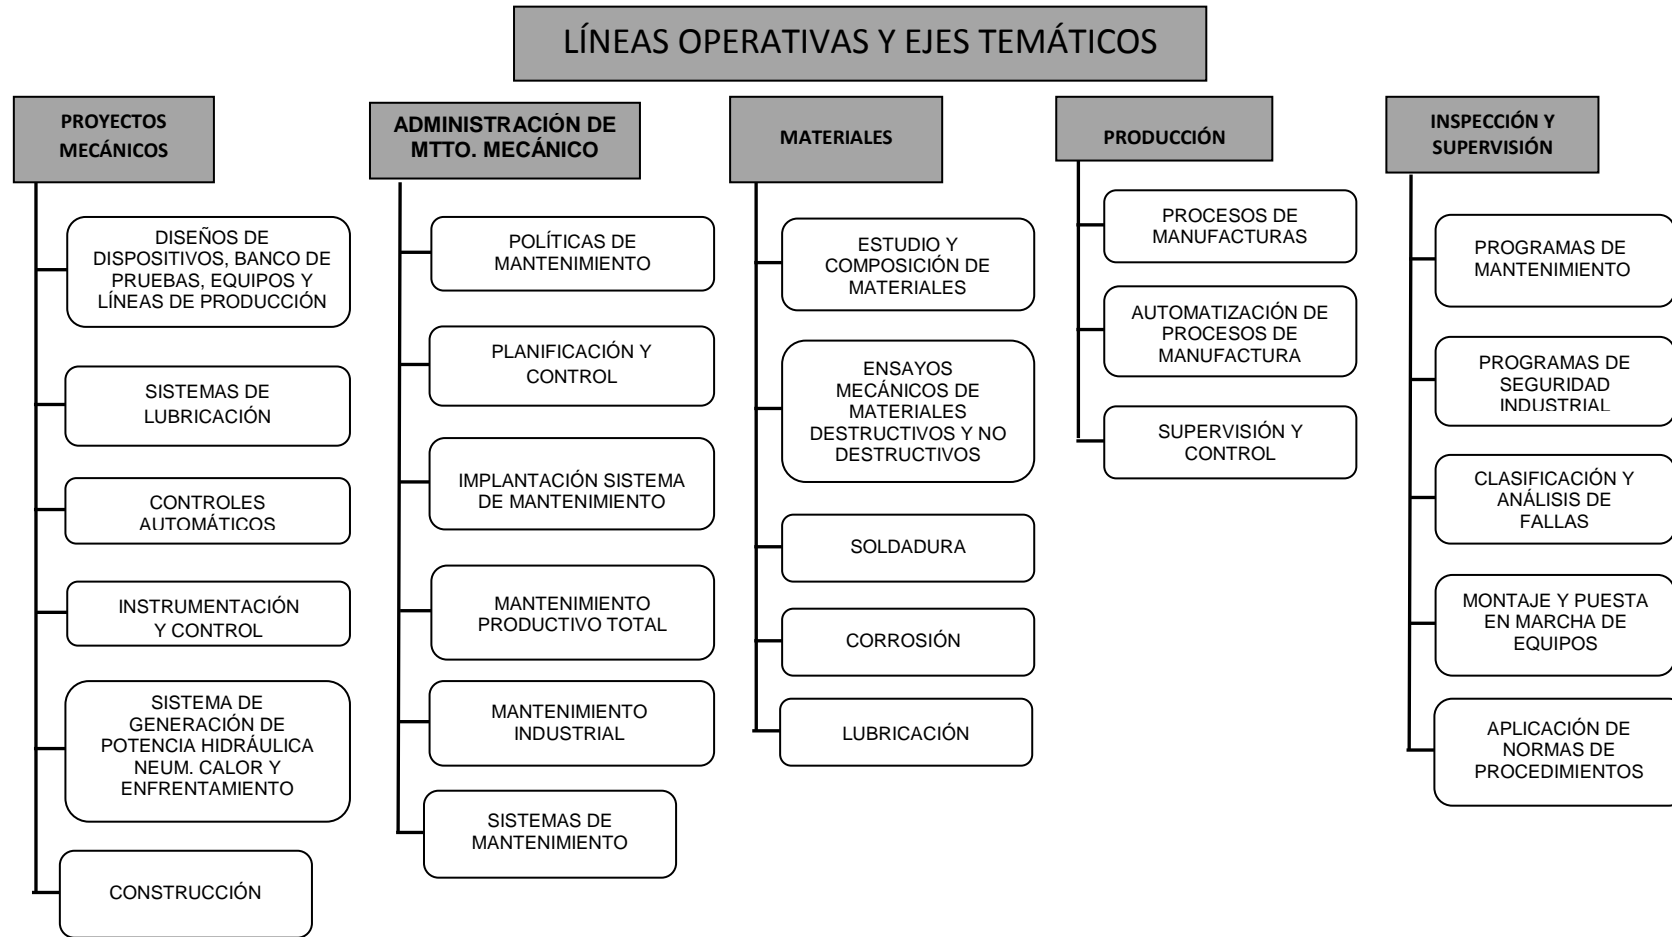 LÍNEAS OPERATIVAS Y EJES TEMÁTICOS
PROYECTOS
MECÁNICOS
DISEÑOS DE
DISPOSITIVOS, BANCO DE
PRUEBAS, EQUIPOS Y
LÍNEAS DE PRODUCCIÓN
SISTEMAS DE
LUBRICACIÓN
CONTROLES
AUTOMÁTICOS
INSTRUMENTACIÓN
Y CONTROL
SISTEMA DE
GENERACIÓN DE
POTENCIA HIDRÁULICA
NEUM. CALOR Y
ENFRENTAMIENTO
CONSTRUCCIÓN
ADMINISTRACIÓN DE
MTTO. MECÁNICO
POLÍTICAS DE
MANTENIMIENTO
PLANIFICACIÓN Y
CONTROL
IMPLANTACIÓN SISTEMA
DE MANTENIMIENTO
MANTENIMIENTO
PRODUCTIVO TOTAL
MANTENIMIENTO
INDUSTRIAL
SISTEMAS DE
MANTENIMIENTO
MATERIALES
ESTUDIO Y
COMPOSICIÓN DE
MATERIALES
ENSAYOS
MECÁNICOS DE
MATERIALES
DESTRUCTIVOS Y NO
DESTRUCTIVOS
SOLDADURA
CORROSIÓN
LUBRICACIÓN
PRODUCCIÓN
PROCESOS DE
MANUFACTURAS
AUTOMATIZACIÓN DE
PROCESOS DE
MANUFACTURA
SUPERVISIÓN Y
CONTROL
INSPECCIÓN Y
SUPERVISIÓN
PROGRAMAS DE
MANTENIMIENTO
PROGRAMAS DE
SEGURIDAD
INDUSTRIAL
CLASIFICACIÓN Y
ANÁLISIS DE
FALLAS
MONTAJE Y PUESTA
EN MARCHA DE
EQUIPOS
APLICACIÓN DE
NORMAS DE
PROCEDIMIENTOS